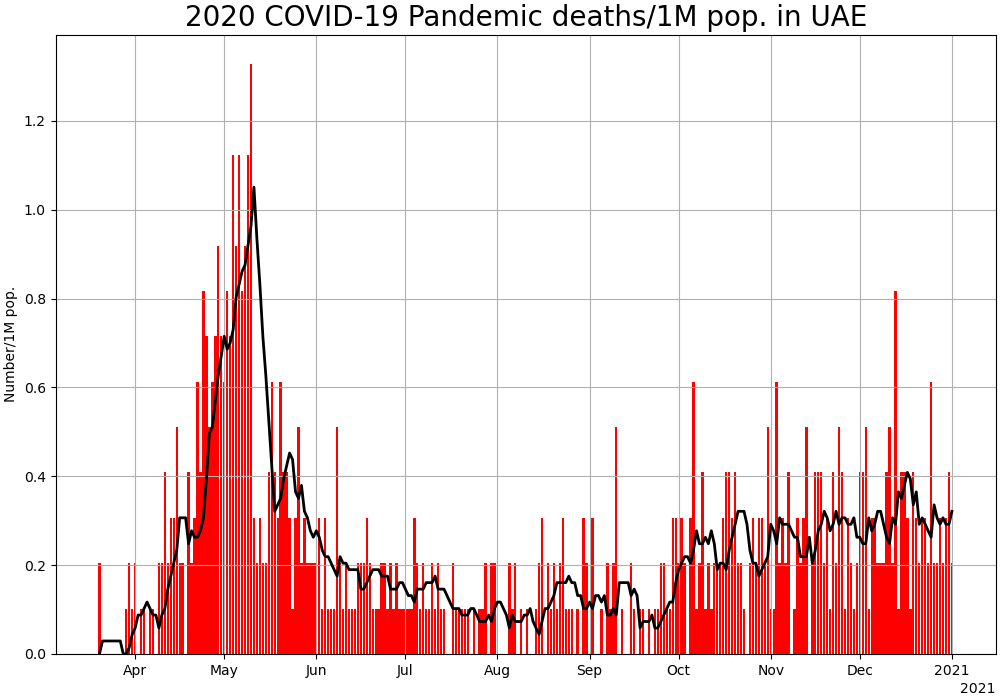 2020 COVID-19 Pandemic deaths/1M pop. in UAE
Number/1M pop.
1.2
1.0
0.8
0.6
0.4
0.2
0.0
Apr May Jun Jul Aug Sep Oct Nov Dec 2021
2021